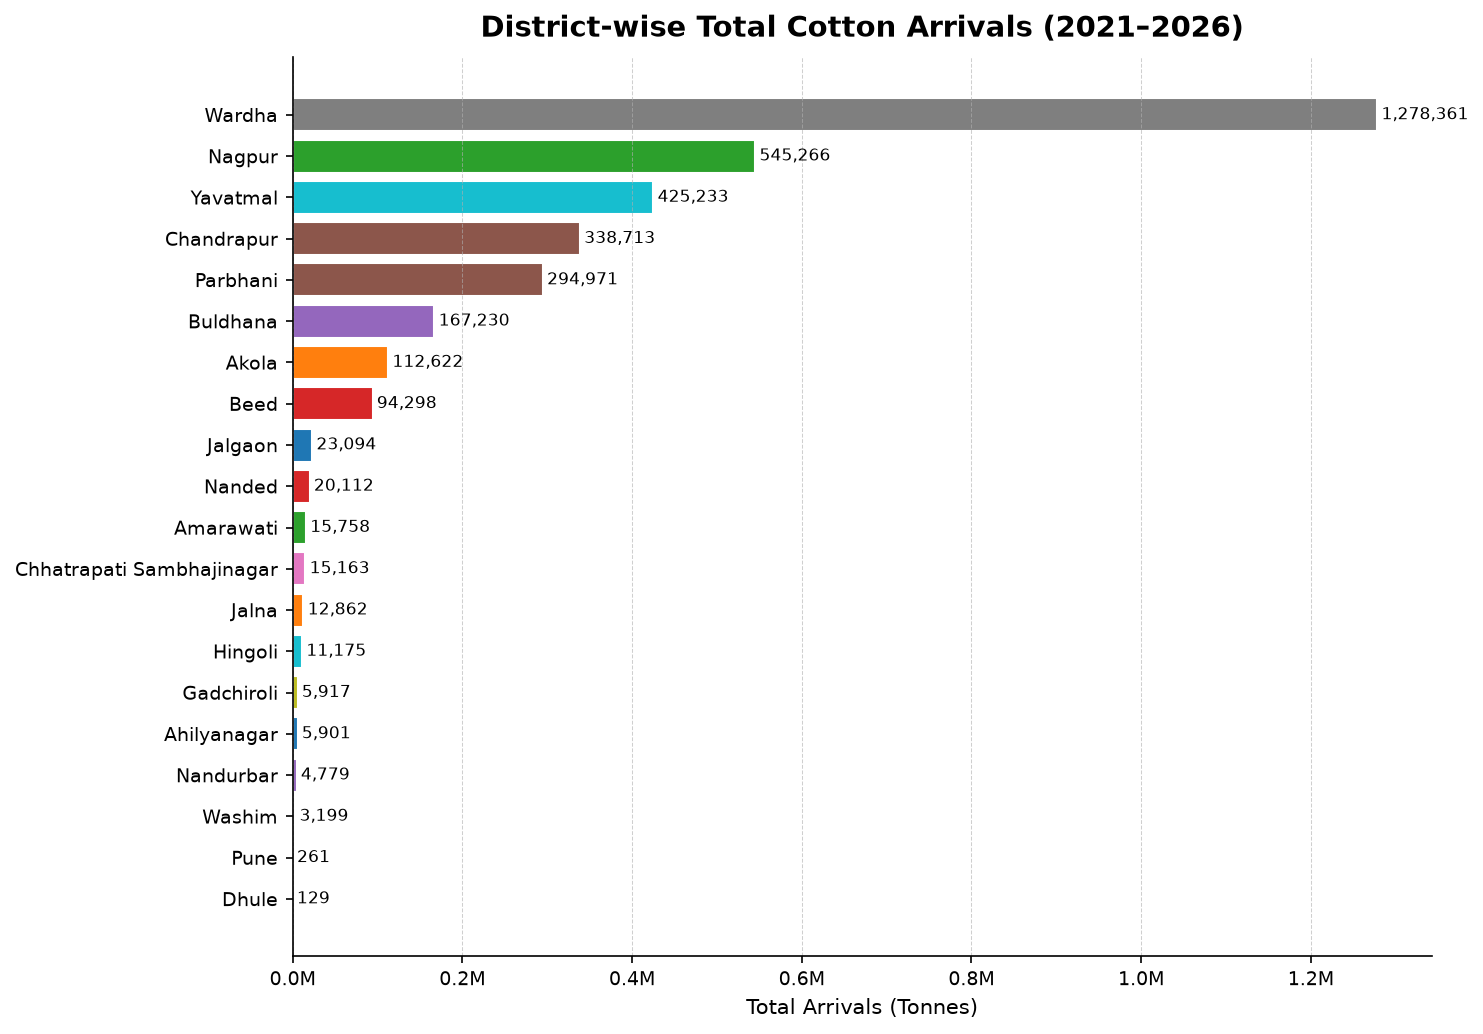 District-wise Total Cotton Arrivals (2021–2026)
Wardha 1,278,361
Nagpur 545,266
Yavatmal 425,233
Chandrapur 338,713
Parbhani 294,971
Buldhana 167,230
Akola 112,622
Beed 94,298
Jalgaon 23,094
Nanded 20,112
Amarawati 15,758
Chhatrapati Sambhajinagar 15,163
Jalna 12,862
Hingoli 11,175
Gadchiroli 5,917
Ahilyanagar 5,901
Nandurbar 4,779
Washim 3,199
Pune 261
Dhule 129
0.0M 0.2M 0.4M 0.6M 0.8M 1.0M 1.2M
Total Arrivals (Tonnes)